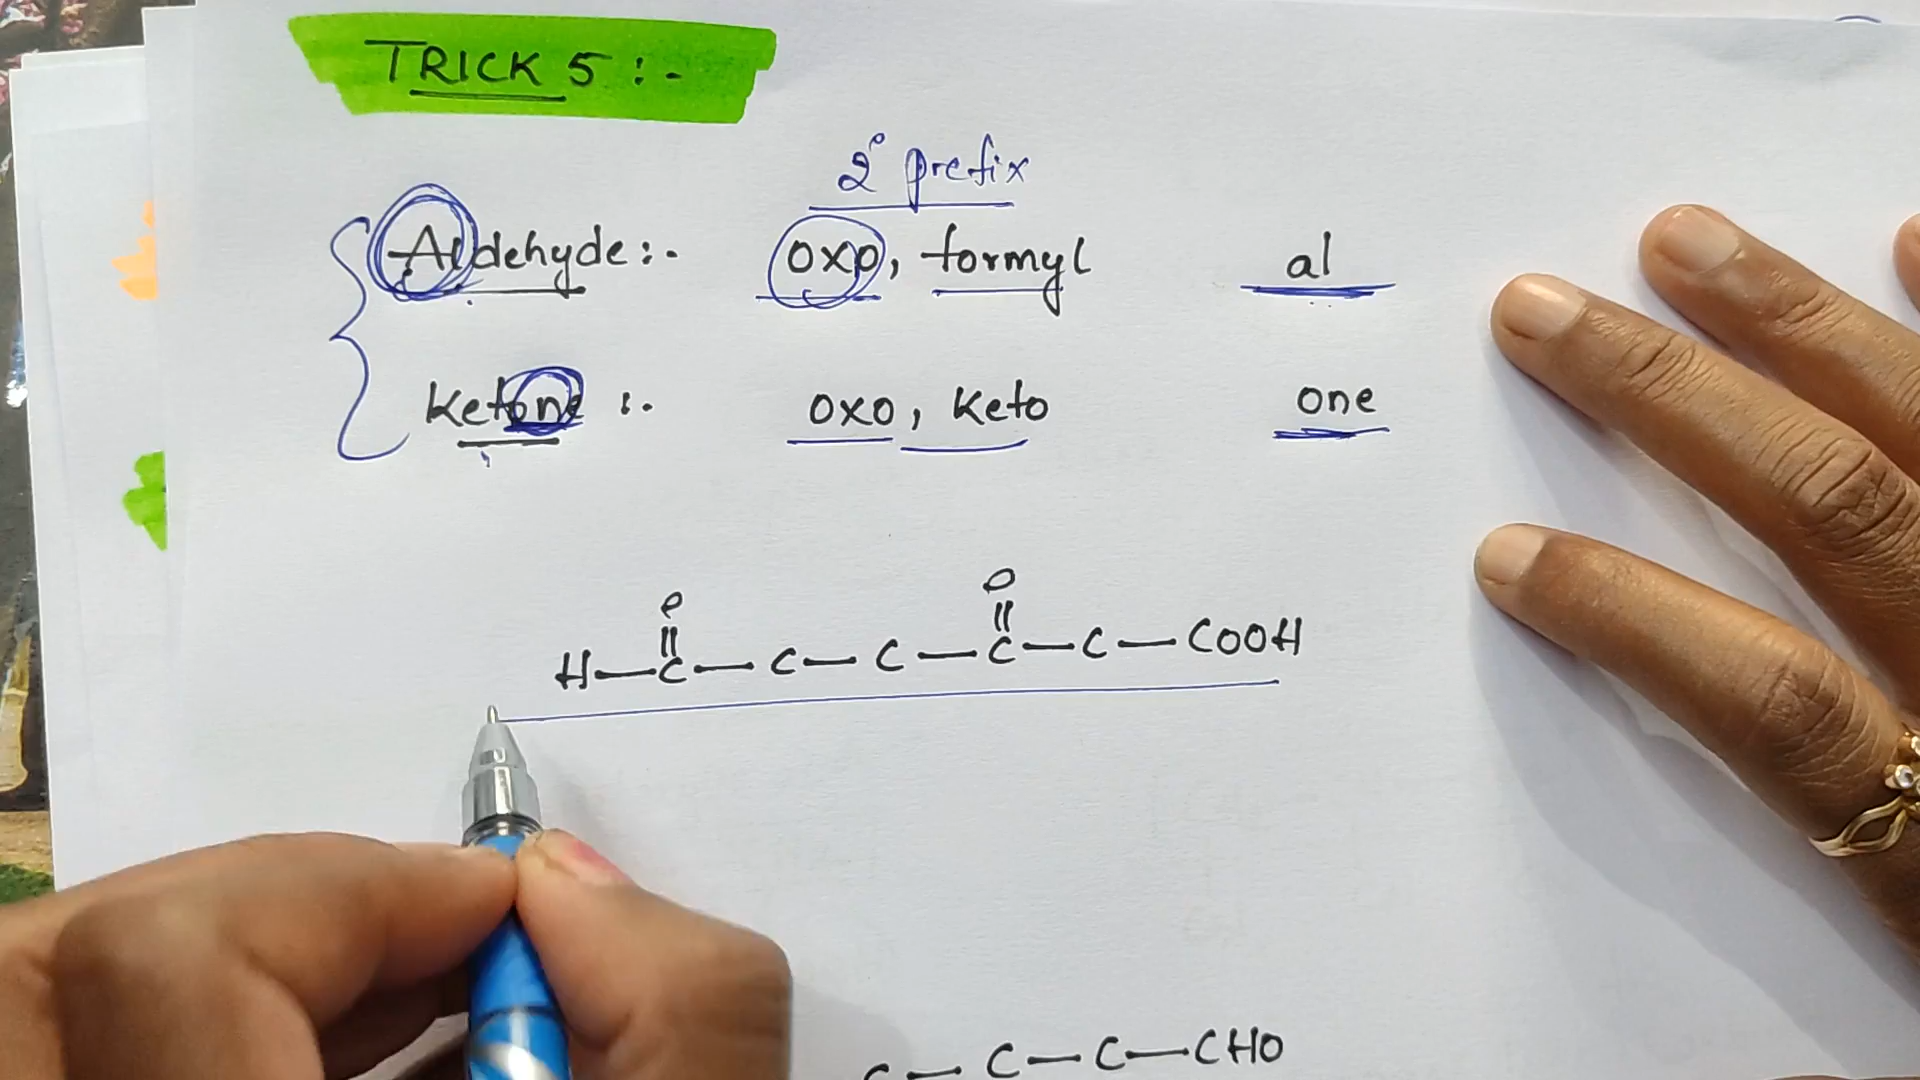 TRICK 5 :-
2° prefix
Aldehyde :- oxo, formyl al
Ketone :- oxo, Keto one
O O
|| ||
H—C—C—C—C—C—COOH
C—C—C—CHO